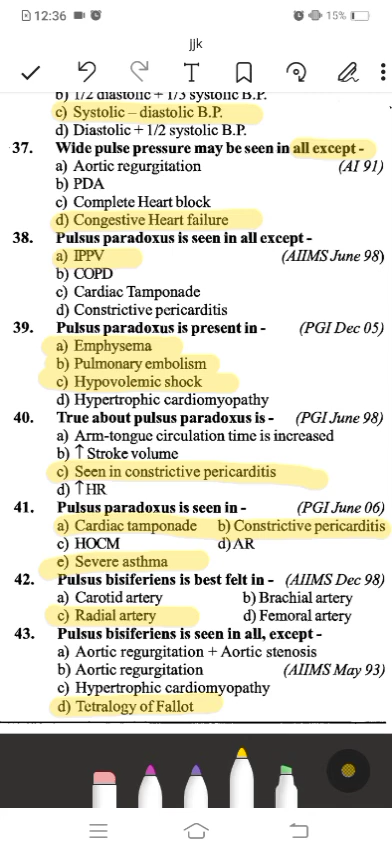 12:36
15%
jjk
T
b) 1/2 diastolic + 1/3 systolic B.P.
c) Systolic – diastolic B.P.
d) Diastolic + 1/2 systolic B.P.
37. Wide pulse pressure may be seen in all except -
a) Aortic regurgitation (AI 91)
b) PDA
c) Complete Heart block
d) Congestive Heart failure
38. Pulsus paradoxus is seen in all except -
a) IPPV (AIIMS June 98)
b) COPD
c) Cardiac Tamponade
d) Constrictive pericarditis
39. Pulsus paradoxus is present in - (PGI Dec 05)
a) Emphysema
b) Pulmonary embolism
c) Hypovolemic shock
d) Hypertrophic cardiomyopathy
40. True about pulsus paradoxus is - (PGI June 98)
a) Arm-tongue circulation time is increased
b) ↑ Stroke volume
c) Seen in constrictive pericarditis
d) ↑ HR
41. Pulsus paradoxus is seen in - (PGI June 06)
a) Cardiac tamponade b) Constrictive pericarditis
c) HOCM d) AR
e) Severe asthma
42. Pulsus bisiferiens is best felt in - (AIIMS Dec 98)
a) Carotid artery b) Brachial artery
c) Radial artery d) Femoral artery
43. Pulsus bisiferiens is seen in all, except -
a) Aortic regurgitation + Aortic stenosis
b) Aortic regurgitation (AIIMS May 93)
c) Hypertrophic cardiomyopathy
d) Tetralogy of Fallot